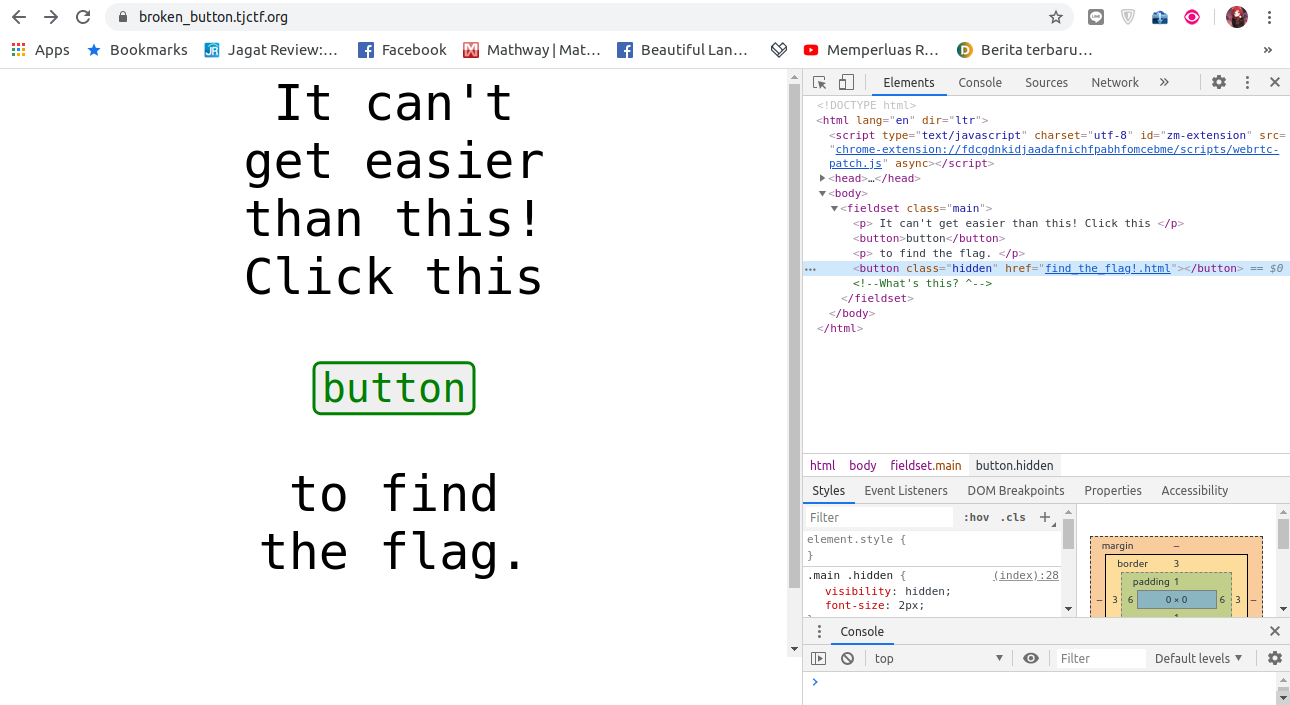 broken_button.tjctf.org
Apps Bookmarks Jagat Review:... Facebook Mathway | Mat... Beautiful Lan... Memperluas R... Berita terbaru... »
It can't
get easier
than this!
Click this
button
to find
the flag.
Elements Console Sources Network »
<!DOCTYPE html>
<html lang="en" dir="ltr">
<script type="text/javascript" charset="utf-8" id="zm-extension" src=
"chrome-extension://fdcgdnkidjaadafnichfpabhfomcebme/scripts/webrtc-
patch.js" async></script>
<head>…</head>
<body>
<fieldset class="main">
<p> It can't get easier than this! Click this </p>
<button>button</button>
<p> to find the flag. </p>
<button class="hidden" href="find_the_flag!.html"></button> == $0
<!--What's this? ^-->
</fieldset>
</body>
</html>
html body fieldset.main button.hidden
Styles Event Listeners DOM Breakpoints Properties Accessibility
Filter :hov .cls +
element.style {
}
.main .hidden { (index):28
visibility: hidden;
font-size: 2px;
margin –
border 3
padding 1
– 3 6 0 × 0 6 3 –
Console
top Filter Default levels